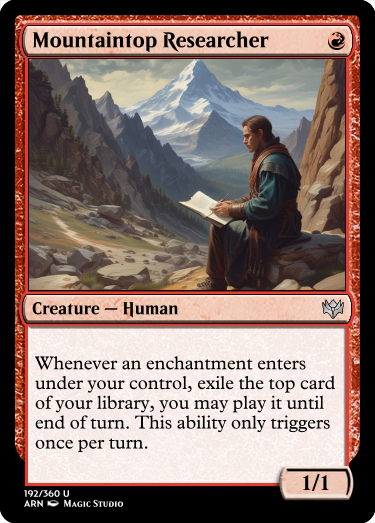 Mountaintop Researcher
Creature — Human
Whenever an enchantment enters
under your control, exile the top card
of your library, you may play it until
end of turn. This ability only triggers
once per turn.
192/360 U
ARN Magic Studio
1/1